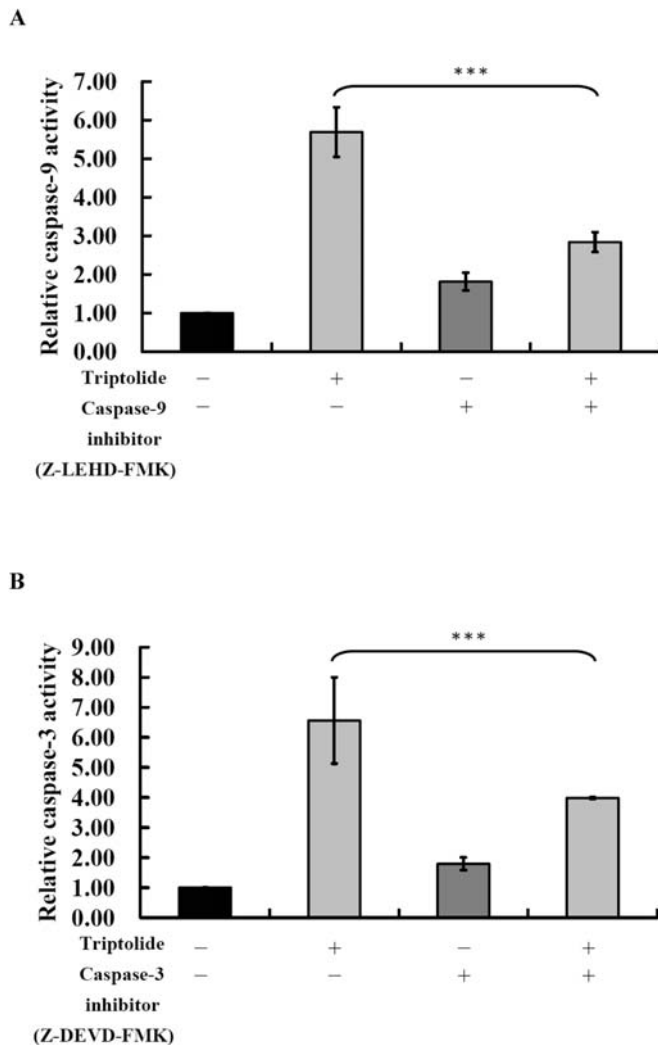 A
***
Relative caspase-9 activity
7.00
6.00
5.00
4.00
3.00
2.00
1.00
0.00
Triptolide − + − +
Caspase-9 − − + +
inhibitor
(Z-LEHD-FMK)
B
***
Relative caspase-3 activity
9.00
8.00
7.00
6.00
5.00
4.00
3.00
2.00
1.00
0.00
Triptolide − + − +
Caspase-3 − − + +
inhibitor
(Z-DEVD-FMK)